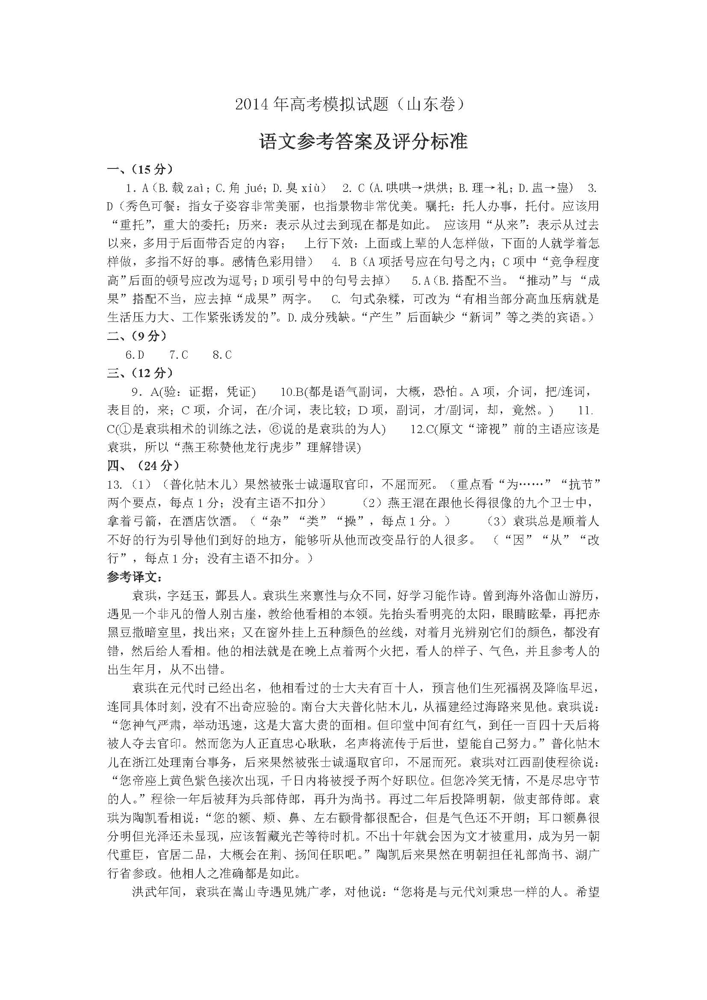 2014 年高考模拟试题（山东卷）
语文参考答案及评分标准
一、（15 分）
1．A（B.载 zaì；C.角 jué；D.臭 xiù） 2. C (A.哄哄→烘烘；B.理→礼；D.盅→蛊) 3.
D（秀色可餐：指女子姿容非常美丽，也指景物非常优美。嘱托：托人办事，托付。应该用
“重托”，重大的委托；历来：表示从过去到现在都是如此。 应该用“从来”：表示从过去
以来，多用于后面带否定的内容； 上行下效：上面或上辈的人怎样做，下面的人就学着怎
样做，多指不好的事。感情色彩用错） 4. B（A 项括号应在句号之内；C 项中“竞争程度
高”后面的顿号应改为逗号；D 项引号中的句号去掉） 5.A（B.搭配不当。“推动”与 “成
果”搭配不当，应去掉“成果”两字。 C. 句式杂糅，可改为“有相当部分高血压病就是
生活压力大、工作紧张诱发的”。D.成分残缺。“产生”后面缺少“新词”等之类的宾语。）
二、（9 分）
6.D 7.C 8.C
三、（12 分）
9．A(验：证据，凭证) 10.B(都是语气副词，大概，恐怕。A 项，介词，把/连词，
表目的，来；C 项，介词，在/介词，表比较；D 项，副词，才/副词，却，竟然。) 11.
C(①是袁珙相术的训练之法，⑥说的是袁珙的为人) 12.C(原文“谛视”前的主语应该是
袁珙，所以“燕王称赞他龙行虎步”理解错误)
四、（24 分）
13.（1）（普化帖木儿）果然被张士诚逼取官印，不屈而死。（重点看“为……”“抗节”
两个要点，每点 1 分；没有主语不扣分） （2）燕王混在跟他长得很像的九个卫士中，
拿着弓箭，在酒店饮酒。（“杂”“类”“操”，每点 1 分。） （3）袁珙总是顺着人
不好的行为引导他们到好的地方，能够听从他而改变品行的人很多。 （“因”“从”“改
行”，每点 1 分；没有主语不扣分。）
参考译文：
袁珙，字廷玉，鄞县人。袁珙生来禀性与众不同，好学习能作诗。曾到海外洛伽山游历，
遇见一个非凡的僧人别古崖，教给他看相的本领。先抬头看明亮的太阳，眼睛眩晕，再把赤
黑豆撒暗室里，找出来；又在窗外挂上五种颜色的丝线，对着月光辨别它们的颜色，都没有
错，然后给人看相。他的相法就是在晚上点着两个火把，看人的样子、气色，并且参考人的
出生年月，从不出错。
袁珙在元代时已经出名，他相看过的士大夫有百十人，预言他们生死福祸及降临早迟，
连同具体时刻，没有不出奇应验的。南台大夫普化帖木儿，从福建经过海路来见他。袁珙说：
“您神气严肃，举动迅速，这是大富大贵的面相。但印堂中间有红气，到任一百四十天后将
被人夺去官印。然而您为人正直忠心耿耿，名声将流传于后世，望能自己努力。”普化帖木
儿在浙江处理南台事务，后来果然被张士诚逼取官印，不屈而死。袁珙对江西副使程徐说：
“您帝座上黄色紫色接次出现，千日内将被授予两个好职位。但您冷笑无情，不是尽忠守节
的人。”程徐一年后被拜为兵部侍郎，再升为尚书。再过二年后投降明朝，做吏部侍郎。袁
珙为陶凯看相说：“您的额、颊、鼻、左右颧骨都很配合，但是气色还不开朗；耳口额鼻很
分明但光泽还未显现，应该暂藏光芒等待时机。不出十年就会因为文才被重用，成为另一朝
代重臣，官居二品，大概会在荆、扬间任职吧。”陶凯后来果然在明朝担任礼部尚书、湖广
行省参政。他相人之准确都是如此。
洪武年间，袁珙在嵩山寺遇见姚广孝，对他说：“您将是与元代刘秉忠一样的人。希望